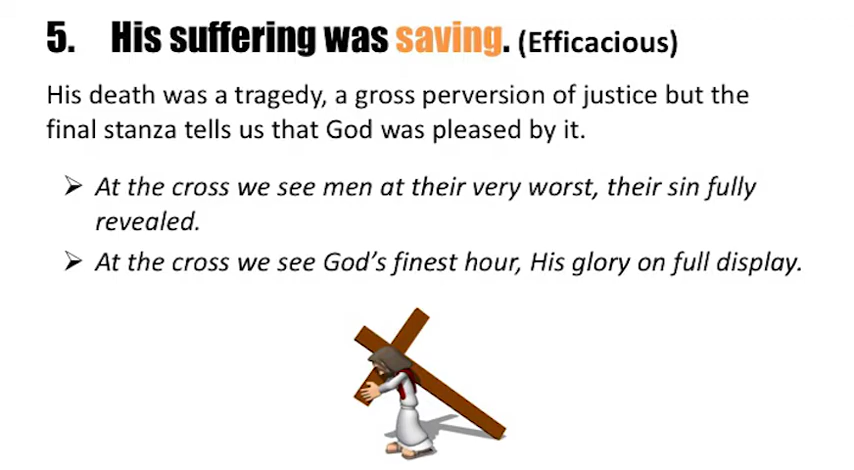 5. His suffering was saving. (Efficacious)
His death was a tragedy, a gross perversion of justice but the
final stanza tells us that God was pleased by it.
➢ At the cross we see men at their very worst, their sin fully
revealed.
➢ At the cross we see God's finest hour, His glory on full display.